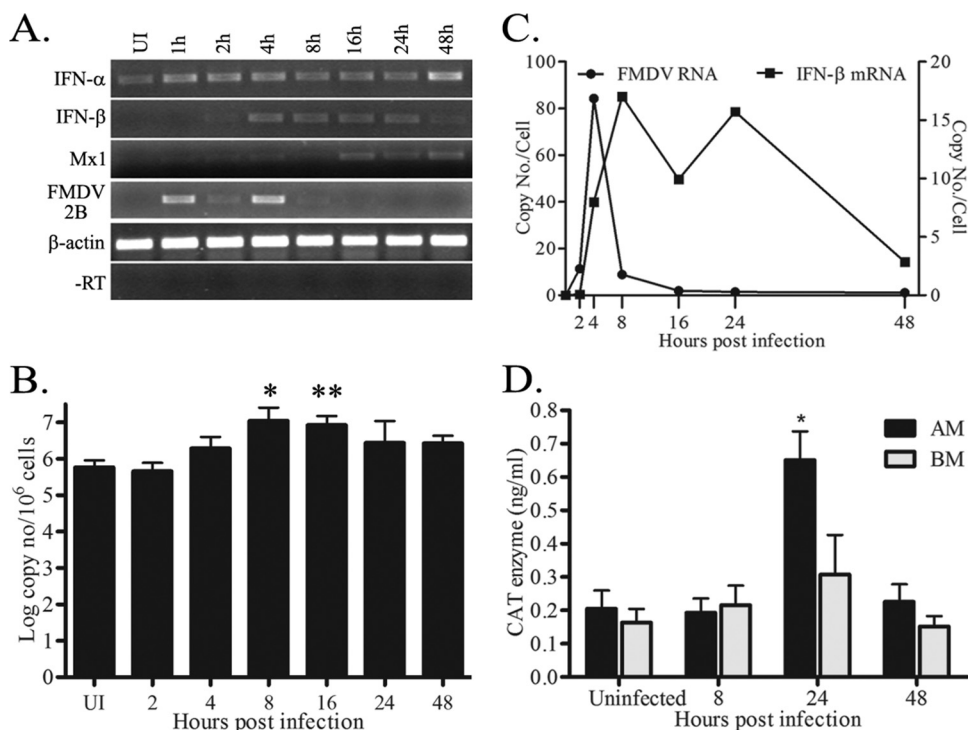 A.
UI 1h 2h 4h 8h 16h 24h 48h
IFN-α
IFN-β
Mx1
FMDV
2B
β-actin
-RT
B.
* **
Log copy no/10⁶ cells
7
6
5
4
3
2
1
0
UI 2 4 8 16 24 48
Hours post infection
C.
FMDV RNA IFN-β mRNA
Copy No./Cell
100
80
60
40
20
0
20
15
10
5
0
Copy No./Cell
2 4 8 16 24 48
Hours post infection
D.
*
AM
BM
CAT enzyme (ng/ml)
0.8
0.7
0.6
0.5
0.4
0.3
0.2
0.1
0.0
Uninfected 8 24 48
Hours post infection